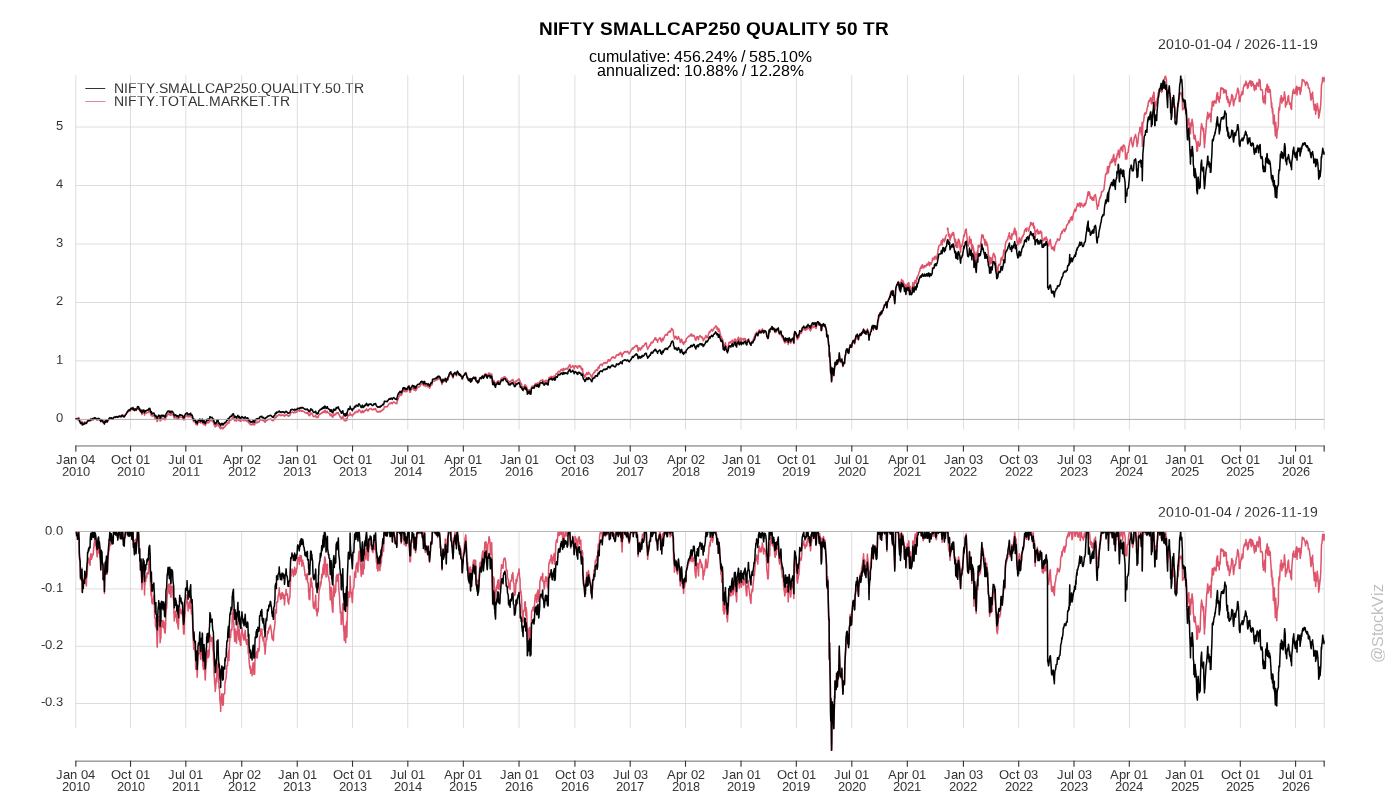 NIFTY SMALLCAP250 QUALITY 50 TR
2010-01-04 / 2026-11-19
cumulative: 456.24% / 585.10%
annualized: 10.88% / 12.28%
NIFTY.SMALLCAP250.QUALITY.50.TR
NIFTY.TOTAL.MARKET.TR
5
4
3
2
1
0
Jan 04 Oct 01 Jul 01 Apr 02 Jan 01 Oct 01 Jul 01 Apr 01 Jan 01 Oct 03 Jul 03 Apr 02 Jan 01 Oct 01 Jul 01 Apr 01 Jan 03 Oct 03 Jul 03 Apr 01 Jan 01 Oct 01 Jul 01
2010 2010 2011 2012 2013 2013 2014 2015 2016 2016 2017 2018 2019 2019 2020 2021 2022 2022 2023 2024 2025 2025 2026
2010-01-04 / 2026-11-19
0.0
-0.1
-0.2
-0.3
Jan 04 Oct 01 Jul 01 Apr 02 Jan 01 Oct 01 Jul 01 Apr 01 Jan 01 Oct 03 Jul 03 Apr 02 Jan 01 Oct 01 Jul 01 Apr 01 Jan 03 Oct 03 Jul 03 Apr 01 Jan 01 Oct 01 Jul 01
2010 2010 2011 2012 2013 2013 2014 2015 2016 2016 2017 2018 2019 2019 2020 2021 2022 2022 2023 2024 2025 2025 2026
@StockViz